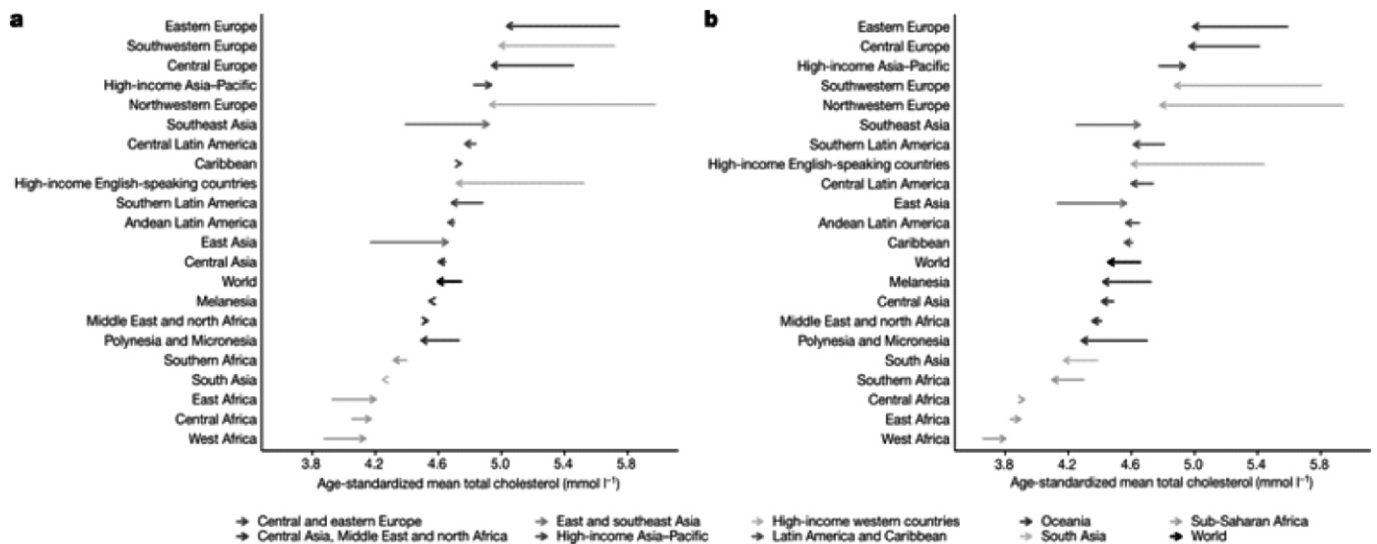 a
Eastern Europe
Southwestern Europe
Central Europe
High-income Asia–Pacific
Northwestern Europe
Southeast Asia
Central Latin America
Caribbean
High-income English-speaking countries
Southern Latin America
Andean Latin America
East Asia
Central Asia
World
Melanesia
Middle East and north Africa
Polynesia and Micronesia
Southern Africa
South Asia
East Africa
Central Africa
West Africa
3.8 4.2 4.6 5.0 5.4 5.8
Age-standardized mean total cholesterol (mmol l⁻¹)
b
Eastern Europe
Central Europe
High-income Asia–Pacific
Southwestern Europe
Northwestern Europe
Southeast Asia
Southern Latin America
High-income English-speaking countries
Central Latin America
East Asia
Andean Latin America
Caribbean
World
Melanesia
Central Asia
Middle East and north Africa
Polynesia and Micronesia
South Asia
Southern Africa
Central Africa
East Africa
West Africa
3.8 4.2 4.6 5.0 5.4 5.8
Age-standardized mean total cholesterol (mmol l⁻¹)
Central and eastern Europe East and southeast Asia High-income western countries Oceania Sub-Saharan Africa
Central Asia, Middle East and north Africa High-income Asia–Pacific Latin America and Caribbean South Asia World